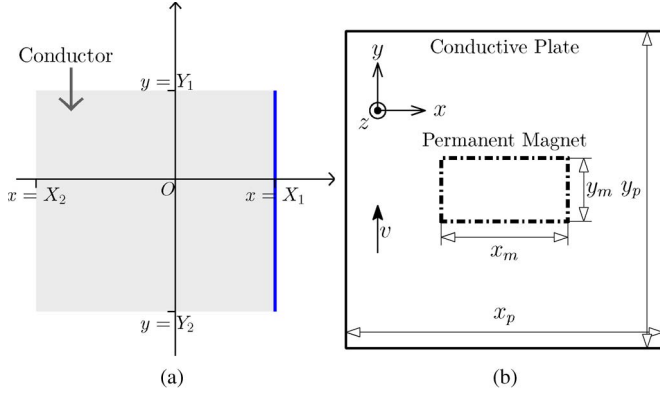 Conductor
y = Y₁
x = X₂
O
x = X₁
y = Y₂
(a)
Conductive Plate
y
x
z
Permanent Magnet
yₘ yₚ
v
xₘ
xₚ
(b)